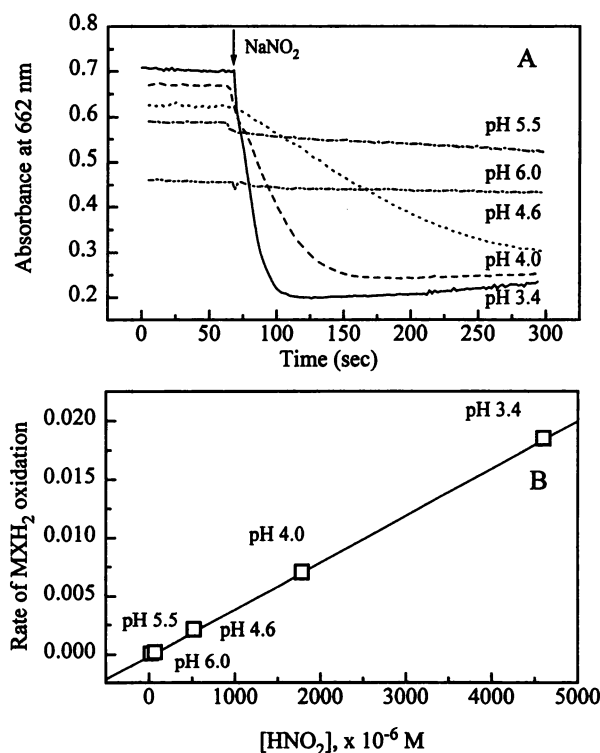 NaNO2
A
0.7
0.6
0.5
0.4
0.3
0.2
Absorbance at 662 nm
pH 5.5
pH 6.0
pH 4.6
pH 4.0
pH 3.4
0 50 100 150 200 250 300
Time (sec)
0.020
0.015
0.010
0.005
0.000
Rate of MXH2 oxidation
pH 3.4
B
pH 4.0
pH 5.5
pH 4.6
pH 6.0
0 1000 2000 3000 4000 5000
[HNO2], x 10-6 M